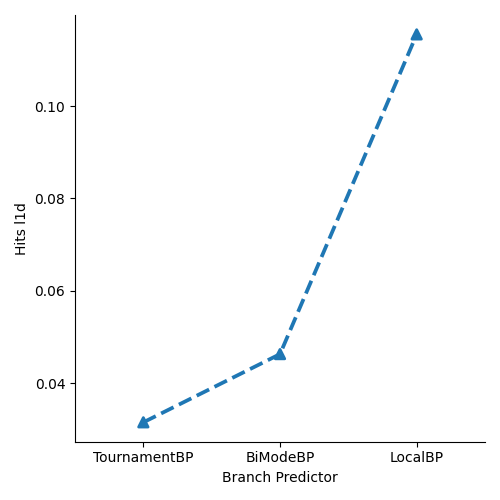 0.10
0.08
0.06
0.04
Hits l1d
TournamentBP BiModeBP LocalBP
Branch Predictor